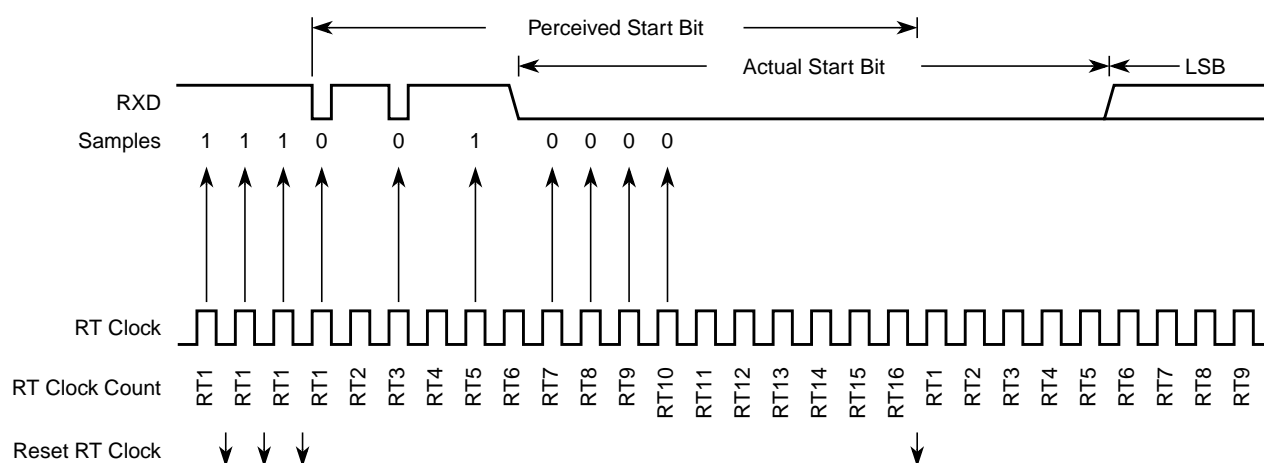 Perceived Start Bit
Actual Start Bit
LSB
RXD
Samples
1 1 1 0 0 1 0 0 0 0
RT Clock
RT Clock Count
RT1 RT1 RT1 RT1 RT2 RT3 RT4 RT5 RT6 RT7 RT8 RT9 RT10 RT11 RT12 RT13 RT14 RT15 RT16 RT1 RT2 RT3 RT4 RT5 RT6 RT7 RT8 RT9
Reset RT Clock